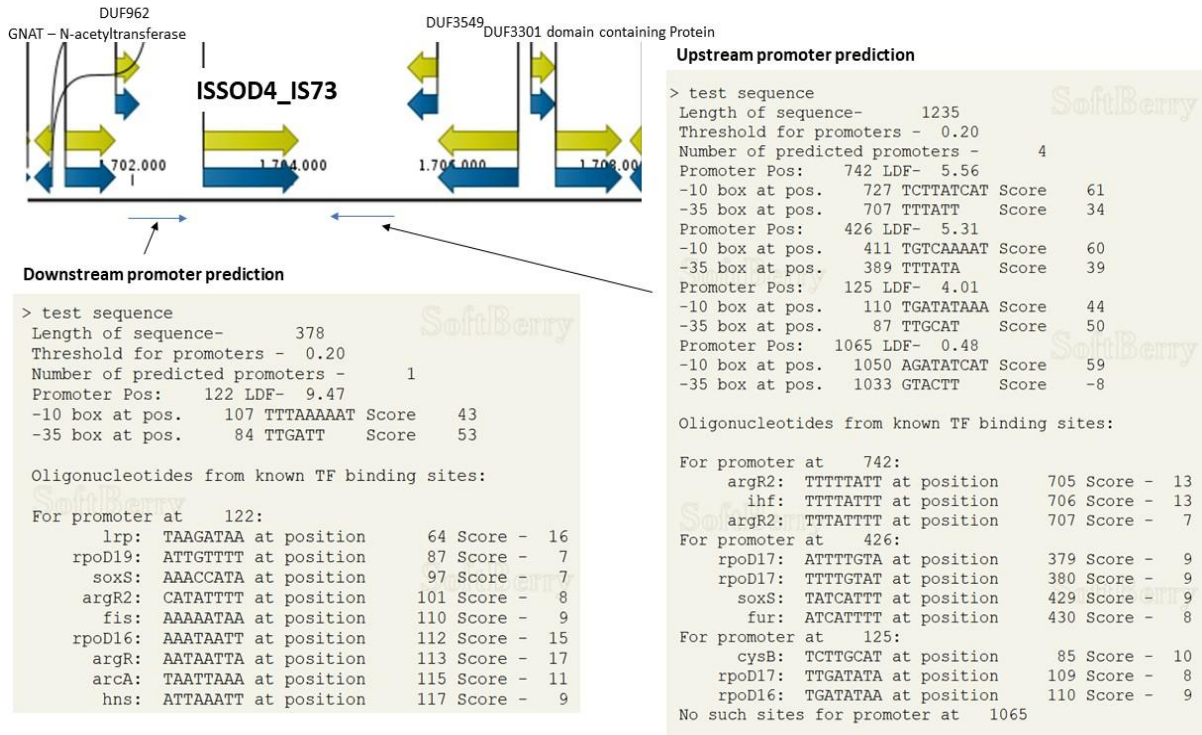 DUF962
GNAT – N-acetyltransferase
DUF3549
DUF3301 domain containing Protein
ISSOD4_IS73
1.702.000
1.704.000
1.706.000
1.708.00
Downstream promoter prediction
> test sequence
Length of sequence- 378
Threshold for promoters - 0.20
Number of predicted promoters - 1
Promoter Pos: 122 LDF- 9.47
-10 box at pos. 107 TTTAAAAAT Score 43
-35 box at pos. 84 TTGATT Score 53
Oligonucleotides from known TF binding sites:
For promoter at 122:
lrp: TAAGATAA at position 64 Score - 16
rpoD19: ATTGTTTT at position 87 Score - 7
soxS: AAACCATA at position 97 Score - 7
argR2: CATATTTT at position 101 Score - 8
fis: AAAAATAA at position 110 Score - 9
rpoD16: AAATAATT at position 112 Score - 15
argR: AATAATTA at position 113 Score - 17
arcA: TAATTAAA at position 115 Score - 11
hns: ATTAAATT at position 117 Score - 9
SoftBerry
SoftBerry
SoftBerry
Upstream promoter prediction
> test sequence
Length of sequence- 1235
Threshold for promoters - 0.20
Number of predicted promoters - 4
Promoter Pos: 742 LDF- 5.56
-10 box at pos. 727 TCTTATCAT Score 61
-35 box at pos. 707 TTTATT Score 34
Promoter Pos: 426 LDF- 5.31
-10 box at pos. 411 TGTCAAAAT Score 60
-35 box at pos. 389 TTTATA Score 39
Promoter Pos: 125 LDF- 4.01
-10 box at pos. 110 TGATATAAA Score 44
-35 box at pos. 87 TTGCAT Score 50
Promoter Pos: 1065 LDF- 0.48
-10 box at pos. 1050 AGATATCAT Score 59
-35 box at pos. 1033 GTACTT Score -8
Oligonucleotides from known TF binding sites:
For promoter at 742:
argR2: TTTTTATT at position 705 Score - 13
ihf: TTTTATTT at position 706 Score - 13
argR2: TTTATTTT at position 707 Score - 7
For promoter at 426:
rpoD17: ATTTTGTA at position 379 Score - 9
rpoD17: TTTTGTAT at position 380 Score - 9
soxS: TATCATTT at position 429 Score - 9
fur: ATCATTTT at position 430 Score - 8
For promoter at 125:
cysB: TCTTGCAT at position 85 Score - 10
rpoD17: TTGATATA at position 109 Score - 8
rpoD16: TGATATAA at position 110 Score - 9
No such sites for promoter at 1065
SoftBerry
SoftBerry
SoftBerry
SoftBerry
SoftBerry